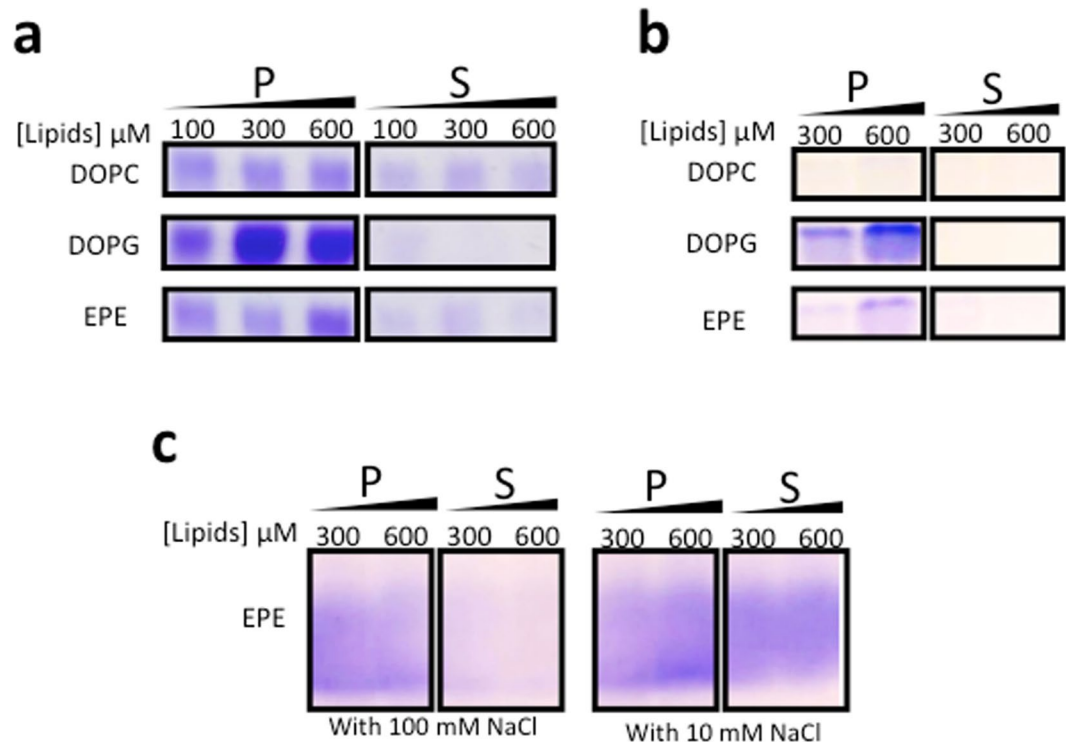 a
P S
[Lipids] µM 100 300 600 100 300 600
DOPC
DOPG
EPE
b
P S
[Lipids] µM 300 600 300 600
DOPC
DOPG
EPE
c
P S P S
[Lipids] µM 300 600 300 600 300 600 300 600
EPE
With 100 mM NaCl With 10 mM NaCl